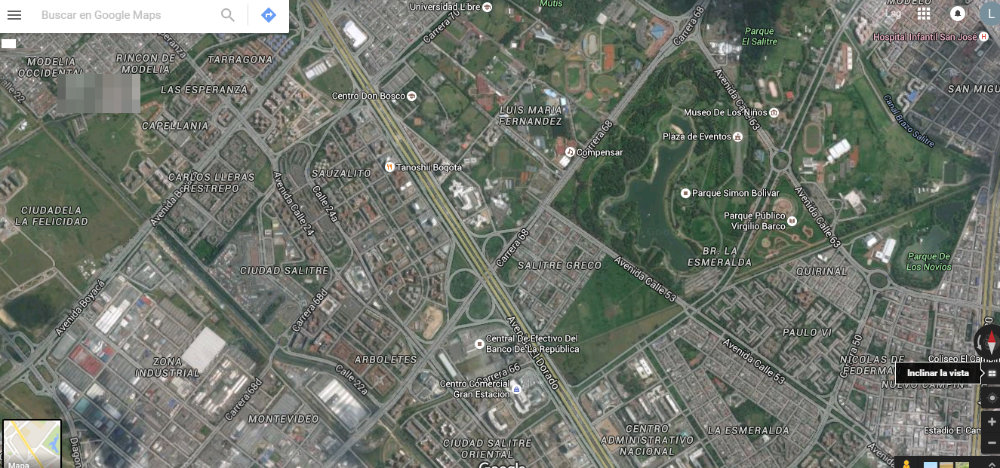 Buscar en Google Maps
Universidad Libre
Mutis
Carrera 70
Carrera 68
MODELO
Lag
L
Parque
El Salitre
Hospital Infantil San José
H
MODELIA
OCCIDENTAL
RINCON DE
MODELIA
TARRAGONA
Calle 22
LAS ESPERANZA
Centro Don Bosco
Avenida Calle 63
SAN MIGU
CAPELLANIA
LUIS MARIA
FERNANDEZ
Museo De Los Niños
Canal Brazo Salitre
Plaza de Eventos
Carrera 68
Compensar
SAUZALITO
Tanoshii Bogotá
CARLOS LLERAS
RESTREPO
Avenida Calle 24
Calle 24a
Parque Simon Bolivar
CIUDADELA
LA FELICIDAD
Parque Público
Virgilio Barco
Avenida Calle 63
Carrera 68
BR. LA
ESMERALDA
Parque De
Los Novios
CIUDAD SALITRE
SALITRE GRECO
Avenida Calle 53
QUIRINAL
Avenida Boyacá
Carrera 68d
PAULO VI
Central De Efectivo Del
Banco De La República
Avenida El Dorado
ARBOLETES
ZONA
INDUSTRIAL
Calle 22a
Carrera 66
Avenida Calle 53
Carrera 50
NICOLAS DE
FEDERMAN
Coliseo El Campin
Inclinar la vista
NUEVO CAMPIN
Centro Comercial
Gran Estación
Carrera 68d
MONTEVIDEO
CENTRO
ADMINISTRATIVO
NACIONAL
LA ESMERALDA
Estadio El Cam
CIUDAD SALITRE
ORIENTAL
Diagon
Mapa
Google